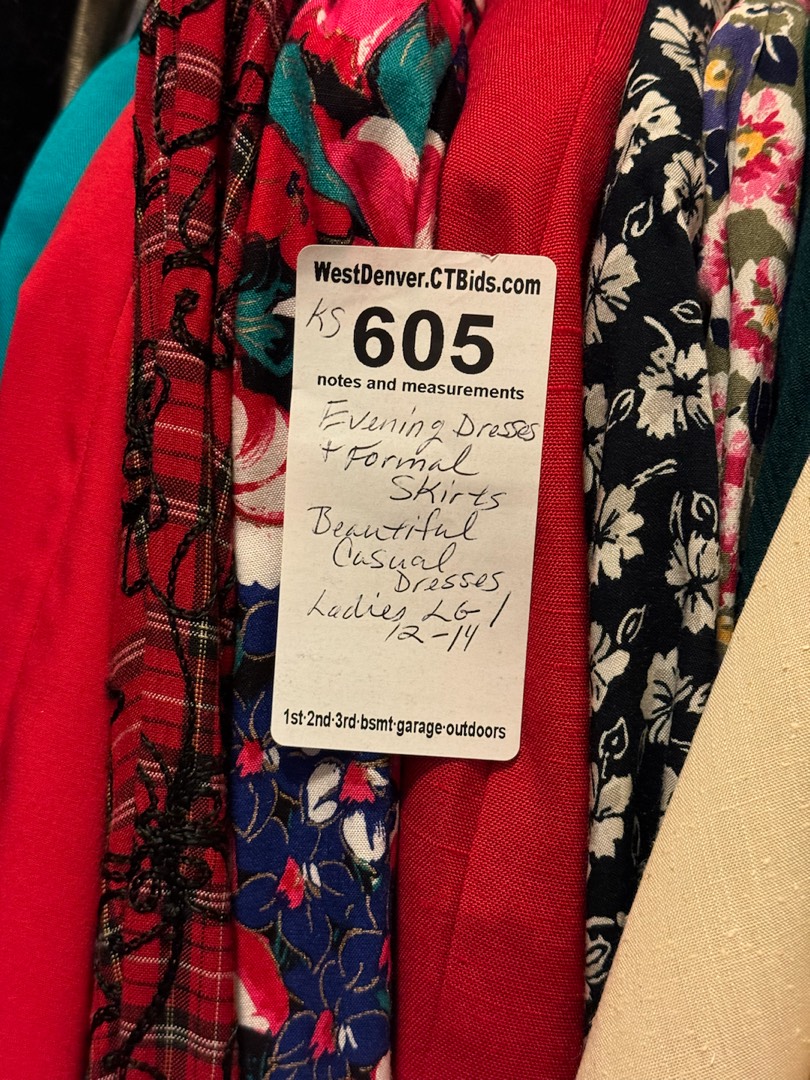 WestDenver.CTBids.com
KS 605
notes and measurements
Evening Dresses
+ Formal
Skirts
Beautiful
Casual
Dresses
Ladies LG /
12-14
1st·2nd·3rd·bsmt·garage·outdoors